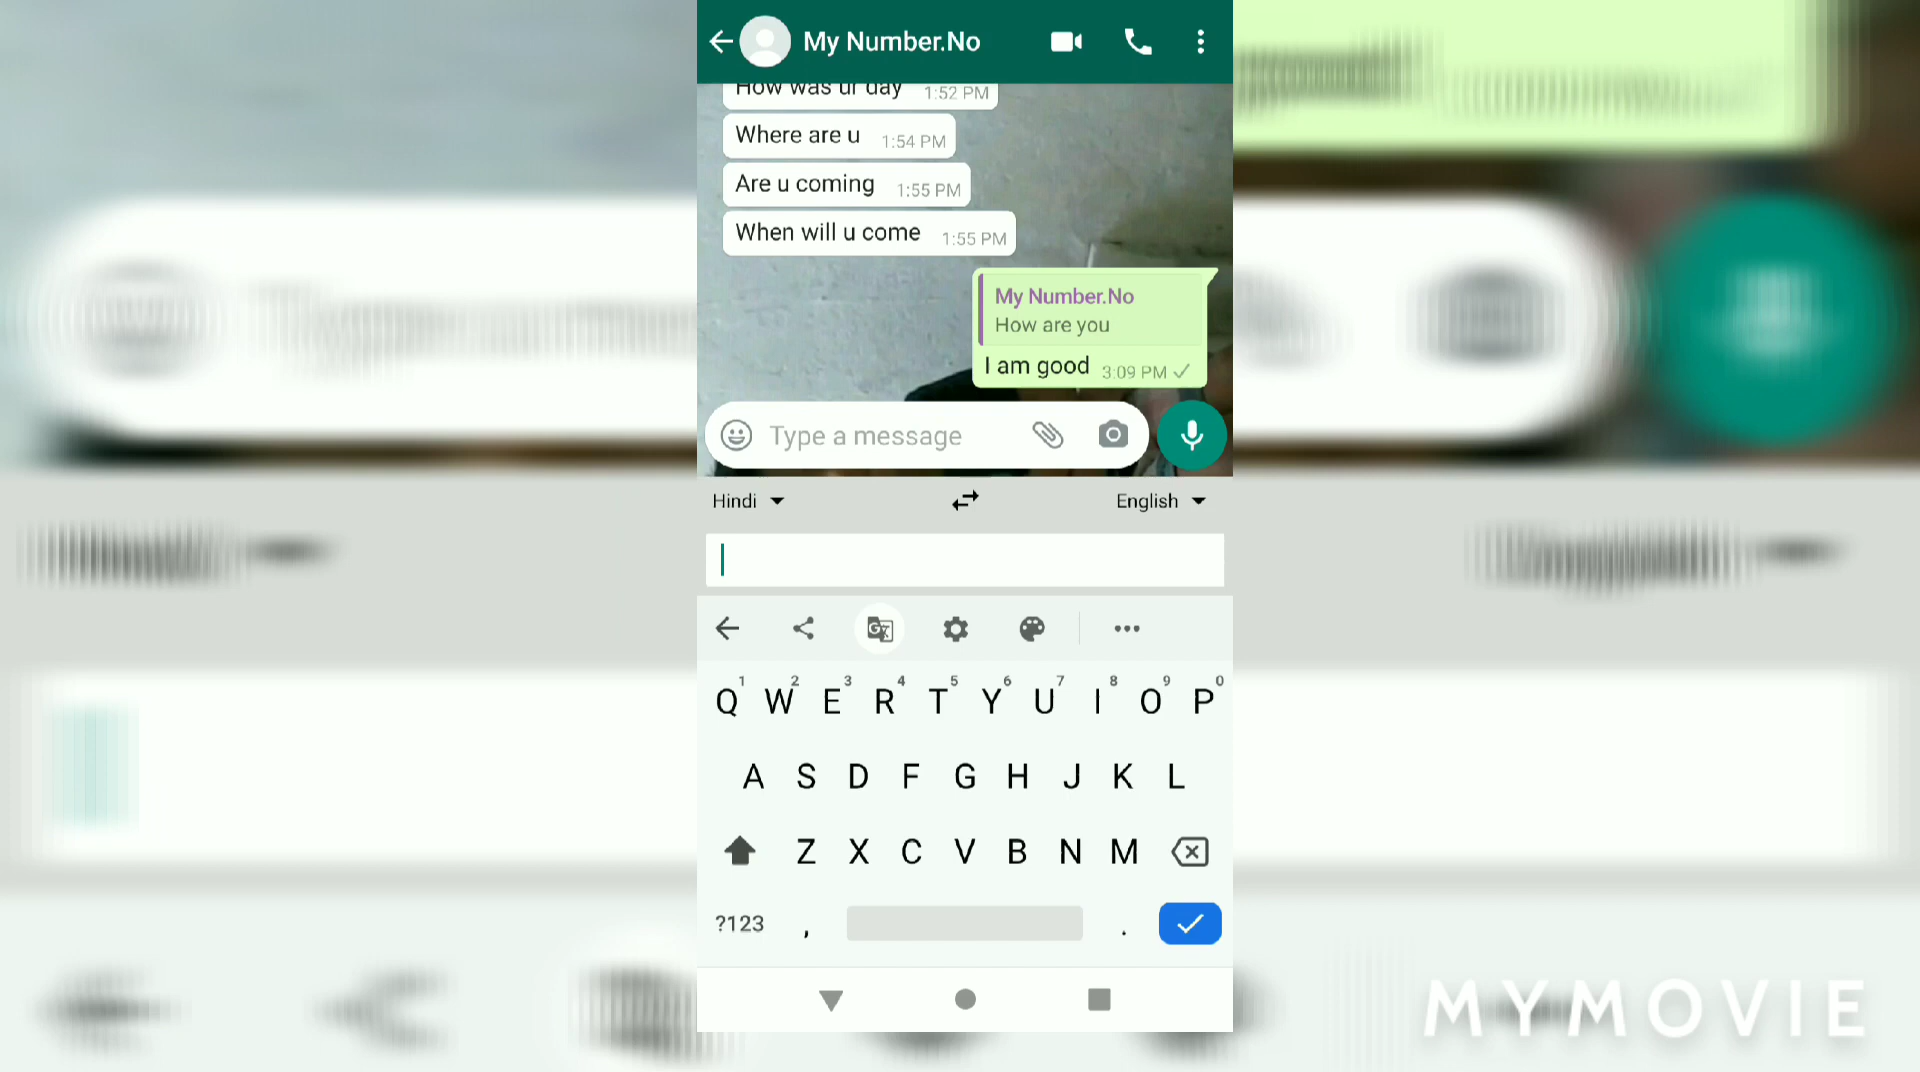 My Number.No
How was ur day 1:52 PM
Where are u 1:54 PM
Are u coming 1:55 PM
When will u come 1:55 PM
My Number.No
How are you
I am good 3:09 PM
Type a message
Hindi English
1 2 3 4 5 6 7 8 9 0
Q W E R T Y U I O P
A S D F G H J K L
Z X C V B N M
?123 , .
MYMOVIE